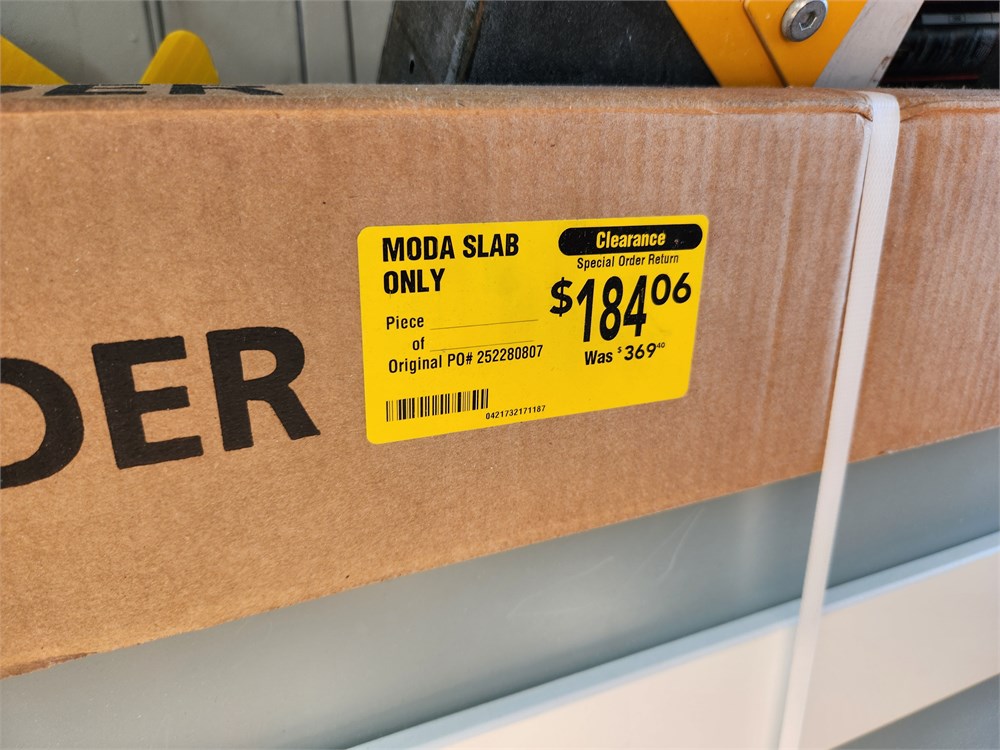 MODA SLAB
ONLY
Piece
of
Original PO# 252280807
0421732171187
Clearance
Special Order Return
$184 06
Was $369 40
DER